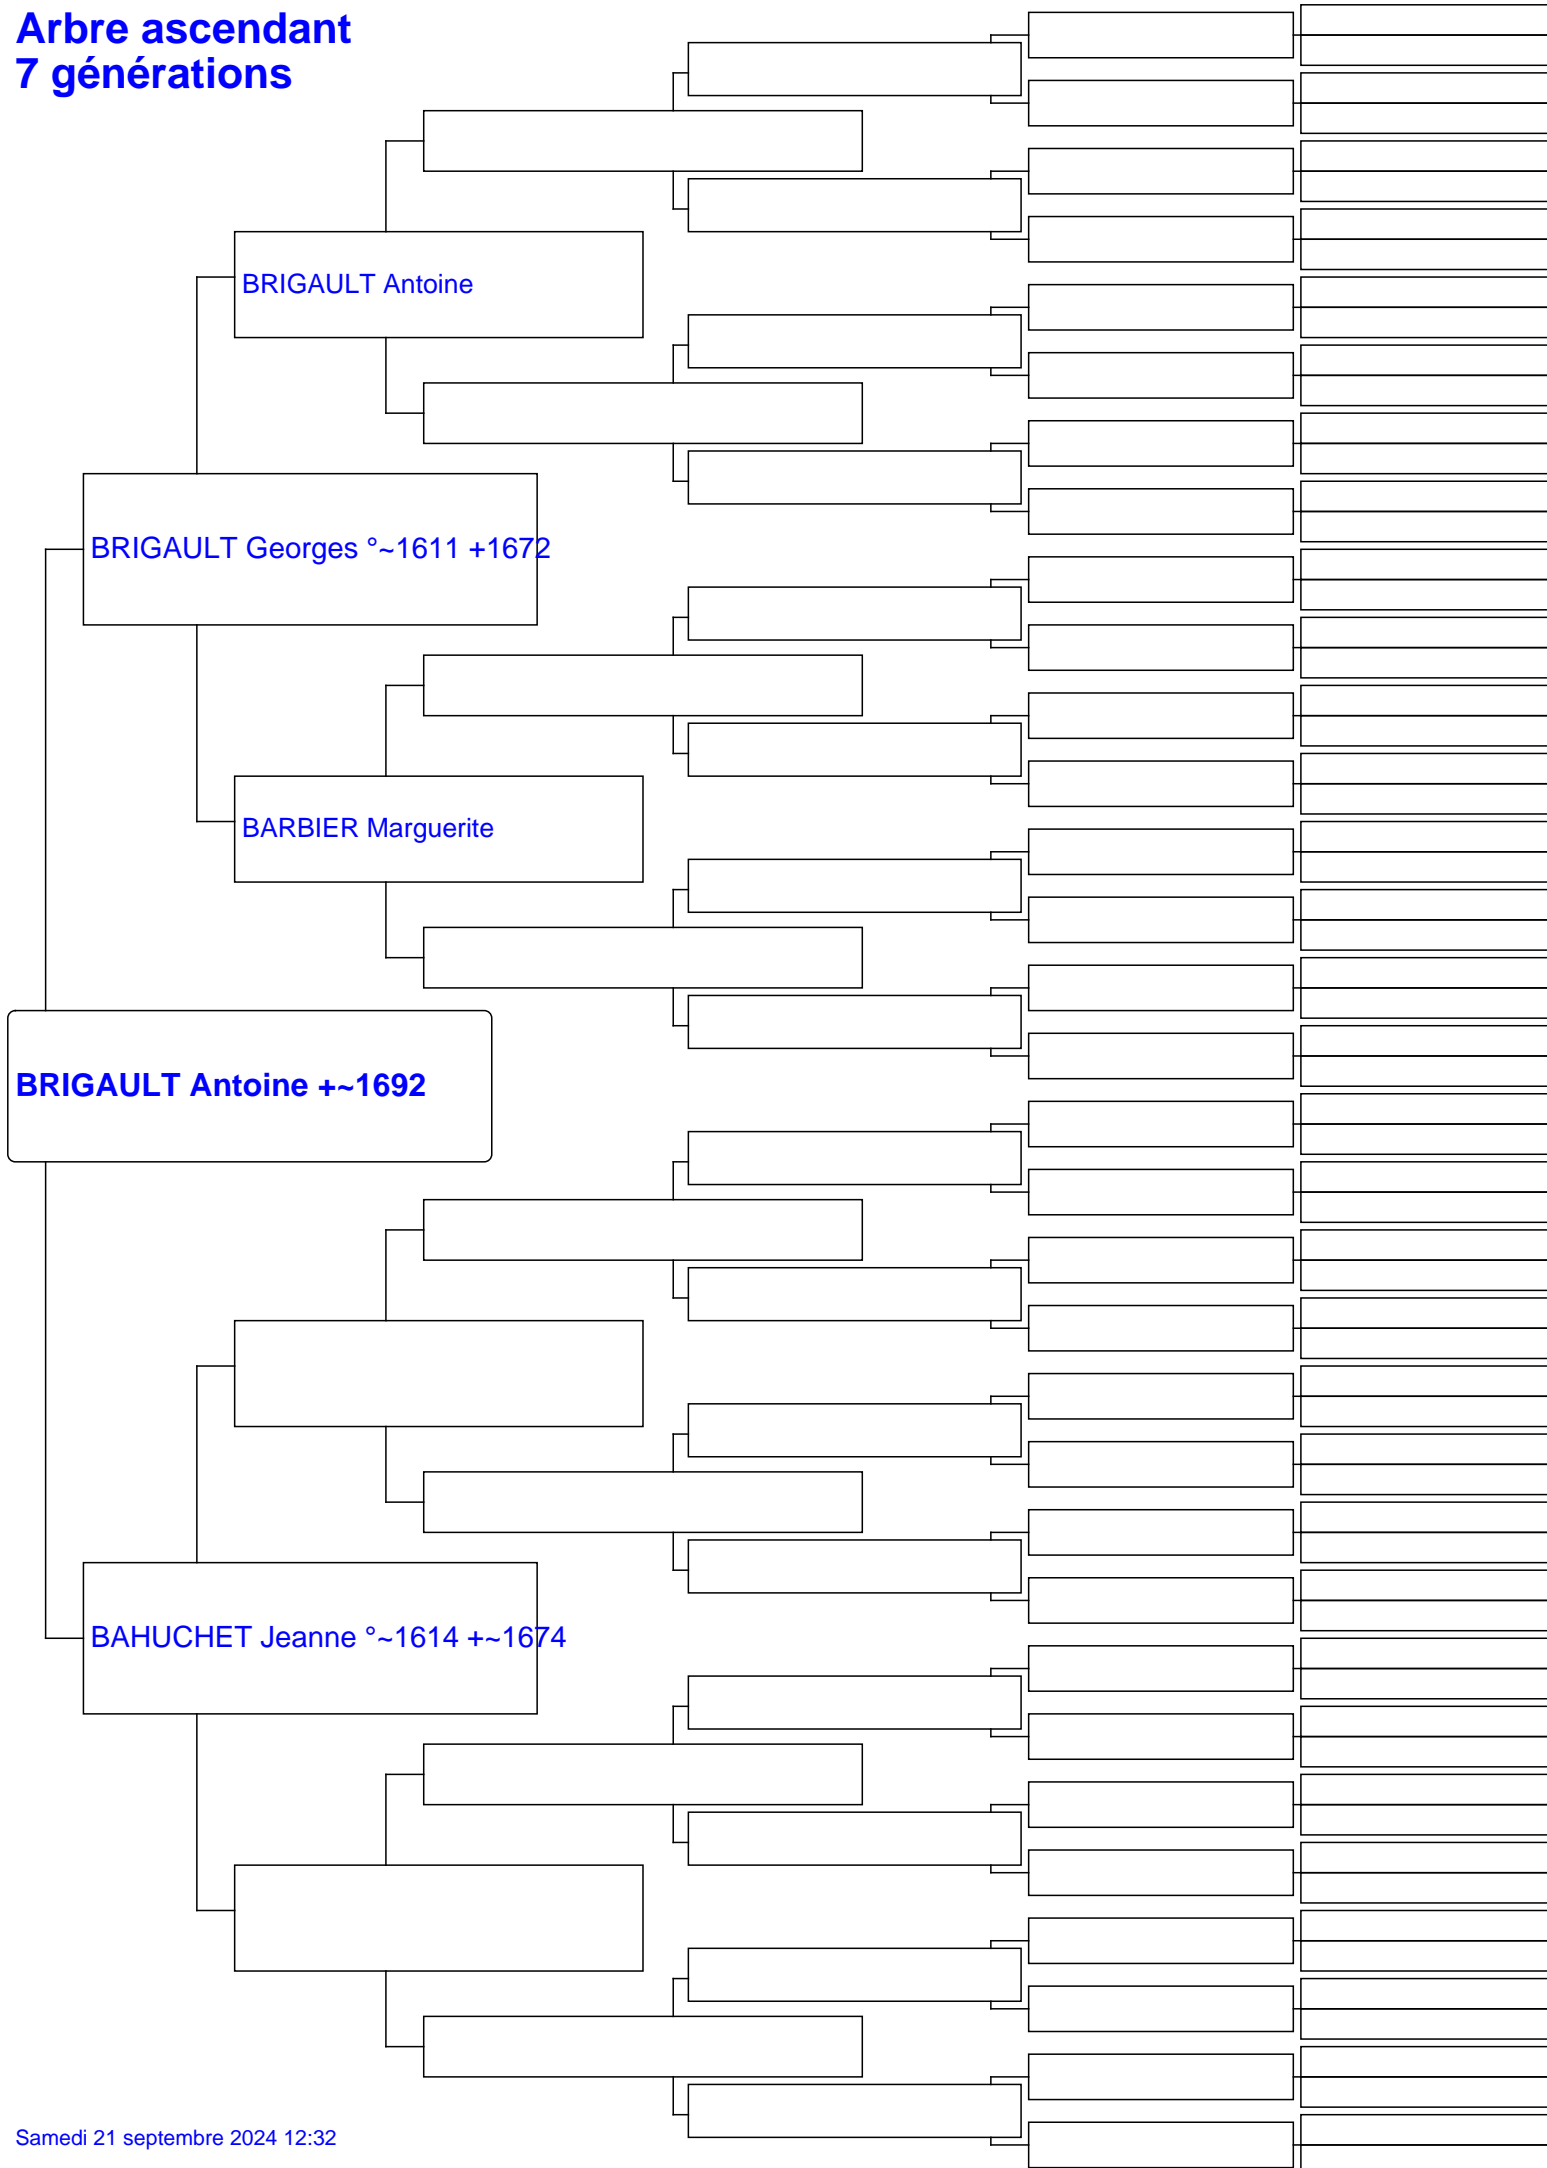 Arbre ascendant
7 générations
BRIGAULT Antoine
BRIGAULT Georges °~1611 +1672
BARBIER Marguerite
BRIGAULT Antoine +~1692
BAHUCHET Jeanne °~1614 +~1674
Samedi 21 septembre 2024 12:32